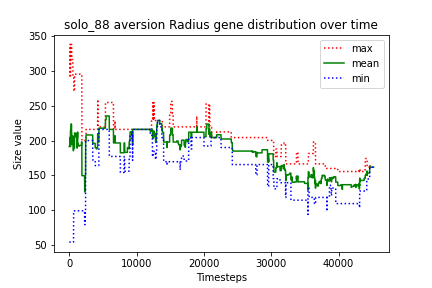 solo_88 aversion Radius gene distribution over time
350
300
250
200
150
100
50
Size value
max
mean
min
0
10000
20000
30000
40000
Timesteps